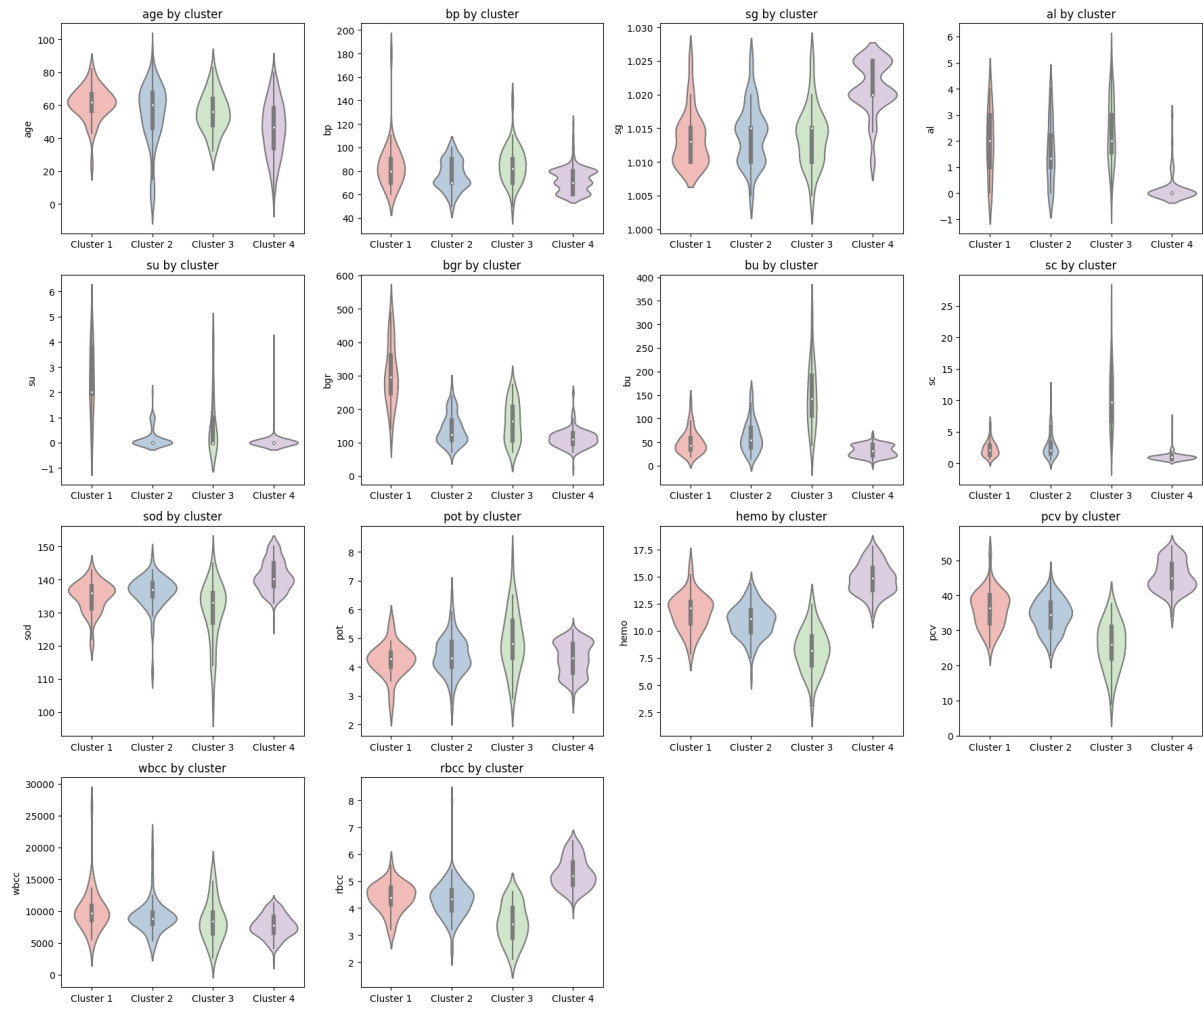 age by cluster
bp by cluster
sg by cluster
al by cluster
100
80
60
40
20
0
age
Cluster 1 Cluster 2 Cluster 3 Cluster 4
200
180
160
140
120
100
80
60
40
bp
Cluster 1 Cluster 2 Cluster 3 Cluster 4
1.030
1.025
1.020
1.015
1.010
1.005
1.000
sg
Cluster 1 Cluster 2 Cluster 3 Cluster 4
6
5
4
3
2
1
0
−1
al
Cluster 1 Cluster 2 Cluster 3 Cluster 4
su by cluster
bgr by cluster
bu by cluster
sc by cluster
6
5
4
3
2
1
0
−1
su
Cluster 1 Cluster 2 Cluster 3 Cluster 4
600
500
400
300
200
100
0
bgr
Cluster 1 Cluster 2 Cluster 3 Cluster 4
400
350
300
250
200
150
100
50
0
bu
Cluster 1 Cluster 2 Cluster 3 Cluster 4
25
20
15
10
5
0
sc
Cluster 1 Cluster 2 Cluster 3 Cluster 4
sod by cluster
pot by cluster
hemo by cluster
pcv by cluster
150
140
130
120
110
100
sod
Cluster 1 Cluster 2 Cluster 3 Cluster 4
8
7
6
5
4
3
2
pot
Cluster 1 Cluster 2 Cluster 3 Cluster 4
17.5
15.0
12.5
10.0
7.5
5.0
2.5
hemo
Cluster 1 Cluster 2 Cluster 3 Cluster 4
50
40
30
20
10
0
pcv
Cluster 1 Cluster 2 Cluster 3 Cluster 4
wbcc by cluster
rbcc by cluster
30000
25000
20000
15000
10000
5000
0
wbcc
Cluster 1 Cluster 2 Cluster 3 Cluster 4
8
7
6
5
4
3
2
rbcc
Cluster 1 Cluster 2 Cluster 3 Cluster 4